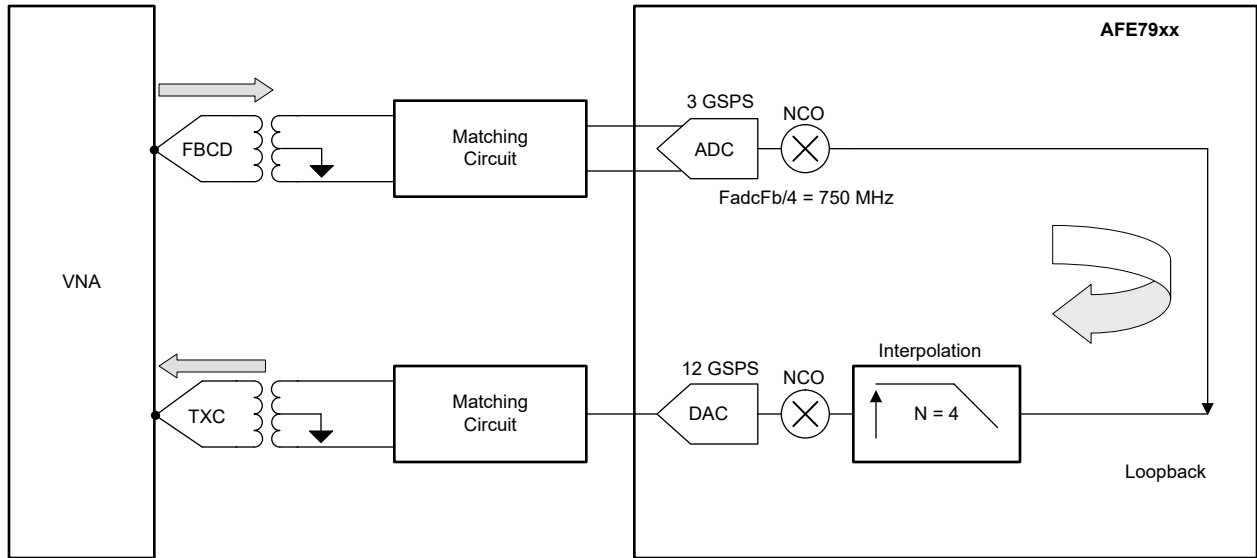 AFE79xx
3 GSPS
NCO
FBCD
Matching
Circuit
ADC
FadcFb/4 = 750 MHz
VNA
Interpolation
12 GSPS
NCO
TXC
Matching
Circuit
DAC
N = 4
Loopback